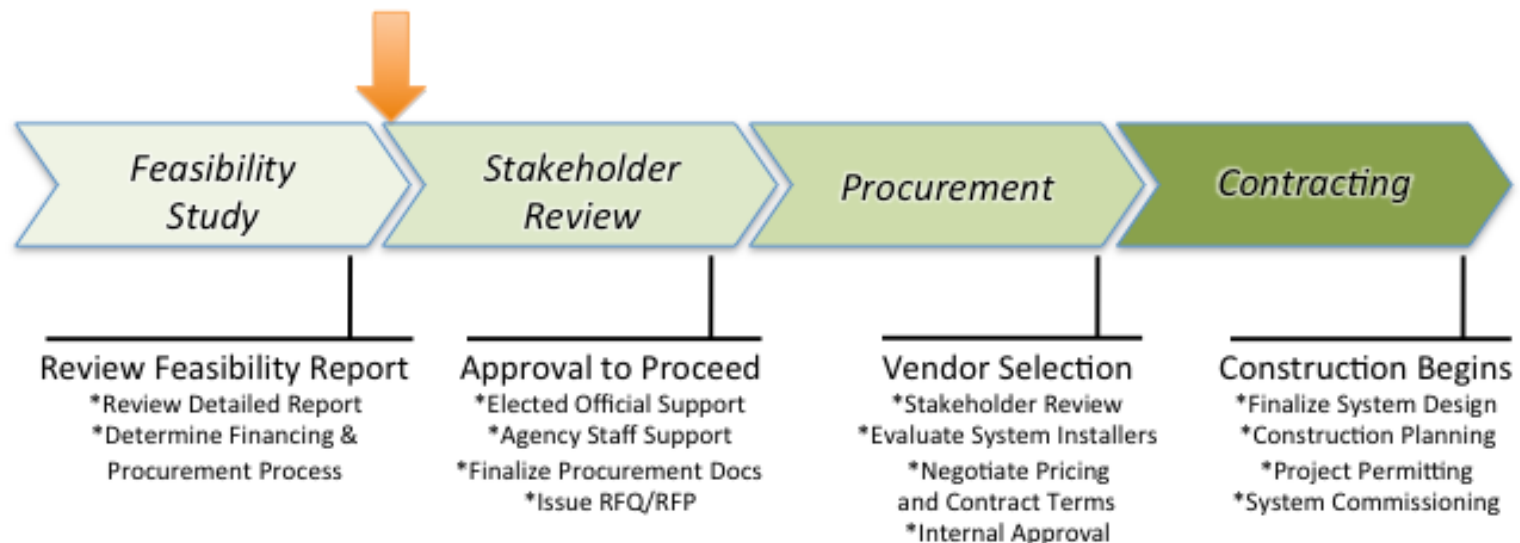 Feasibility
Study
Stakeholder
Review
Procurement
Contracting
Review Feasibility Report
*Review Detailed Report
*Determine Financing &
Procurement Process
Approval to Proceed
*Elected Official Support
*Agency Staff Support
*Finalize Procurement Docs
*Issue RFQ/RFP
Vendor Selection
*Stakeholder Review
*Evaluate System Installers
*Negotiate Pricing
and Contract Terms
*Internal Approval
Construction Begins
*Finalize System Design
*Construction Planning
*Project Permitting
*System Commissioning